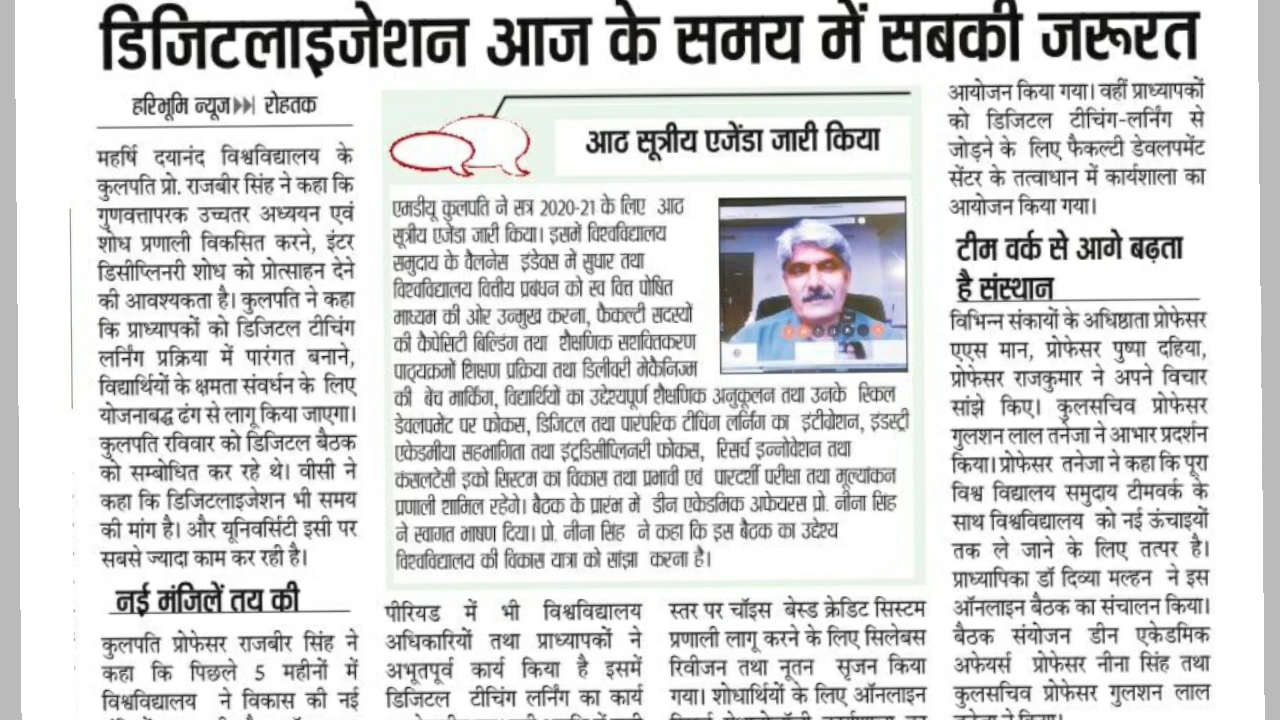 डिजिटलाइजेशन आज के समय में सबकी जरूरत
हरिभूमि न्यूज रोहतक
महर्षि दयानंद विश्वविद्यालय के
कुलपति प्रो. राजबीर सिंह ने कहा कि
गुणवत्तापरक उच्चतर अध्ययन एवं
शोध प्रणाली विकसित करने, इंटर
डिसीप्लिनरी शोध को प्रोत्साहन देने
की आवश्यकता है। कुलपति ने कहा
कि प्राध्यापकों को डिजिटल टीचिंग
लर्निंग प्रक्रिया में पारंगत बनाने,
विद्यार्थियों के क्षमता संवर्धन के लिए
योजनाबद्ध ढंग से लागू किया जाएगा।
कुलपति रविवार को डिजिटल बैठक
को सम्बोधित कर रहे थे। वीसी ने
कहा कि डिजिटलाइजेशन भी समय
की मांग है। और यूनिवर्सिटी इसी पर
सबसे ज्यादा काम कर रही है।
नई मंजिलें तय की
कुलपति प्रोफेसर राजबीर सिंह ने
कहा कि पिछले 5 महीनों में
विश्वविद्यालय ने विकास की नई
आठ सूत्रीय एजेंडा जारी किया
एमडीयू कुलपति ने सत्र 2020-21 के लिए आठ
सूत्रीय एजेंडा जारी किया। इसमें विश्वविद्यालय
समुदाय के वैलनेस इंडेक्स में सुधार तथा
विश्वविद्यालय वित्तीय प्रबंधन को स्व वित्त पोषित
माध्यम की ओर उन्मुख करना, फैकल्टी सदस्यों
की कैपेसिटी बिल्डिंग तथा शैक्षणिक सशक्तिकरण
पाठ्यक्रमों शिक्षण प्रक्रिया तथा डिलीवरी मेकैनिज्म
की बेंच मार्किंग, विद्यार्थियों का उद्देश्यपूर्ण शैक्षणिक अनुकूलन तथा उनके स्किल
डेवलपमेंट पर फोकस, डिजिटल तथा पारंपरिक टीचिंग लर्निंग का इंटीग्रेशन, इंडस्ट्री
एकेडमीया सहभागिता तथा इंट्रडिसीप्लिनरी फोकस, रिसर्च इन्नोवेशन तथा
कंसलटेंसी इको सिस्टम का विकास तथा प्रभावी एवं पारदर्शी परीक्षा तथा मूल्यांकन
प्रणाली शामिल रहेंगे। बैठक के प्रारंभ में डीन एकेडमिक अफेयरस प्रो. नीना सिंह
ने स्वागत भाषण दिया। प्रो. नीना सिंह ने कहा कि इस बैठक का उद्देश्य
विश्वविद्यालय की विकास यात्रा को सांझा करना है।
पीरियड में भी विश्वविद्यालय
अधिकारियों तथा प्राध्यापकों ने
अभूतपूर्व कार्य किया है इसमें
डिजिटल टीचिंग लर्निंग का कार्य
स्तर पर चॉइस बेस्ड क्रेडिट सिस्टम
प्रणाली लागू करने के लिए सिलेबस
रिवीजन तथा नूतन सृजन किया
गया। शोधार्थियों के लिए ऑनलाइन
आयोजन किया गया। वहीं प्राध्यापकों
को डिजिटल टीचिंग-लर्निंग से
जोड़ने के लिए फैकल्टी डेवलपमेंट
सेंटर के तत्वाधान में कार्यशाला का
आयोजन किया गया।
टीम वर्क से आगे बढ़ता
है संस्थान
विभिन्न संकायों के अधिष्ठाता प्रोफेसर
एएस मान, प्रोफेसर पुष्पा दहिया,
प्रोफेसर राजकुमार ने अपने विचार
सांझे किए। कुलसचिव प्रोफेसर
गुलशन लाल तनेजा ने आभार प्रदर्शन
किया। प्रोफेसर तनेजा ने कहा कि पूरा
विश्व विद्यालय समुदाय टीमवर्क के
साथ विश्वविद्यालय को नई ऊंचाइयों
तक ले जाने के लिए तत्पर है।
प्राध्यापिका डॉ दिव्या मल्हन ने इस
ऑनलाइन बैठक का संचालन किया।
बैठक संयोजन डीन एकेडमिक
अफेयर्स प्रोफेसर नीना सिंह तथा
कुलसचिव प्रोफेसर गुलशन लाल